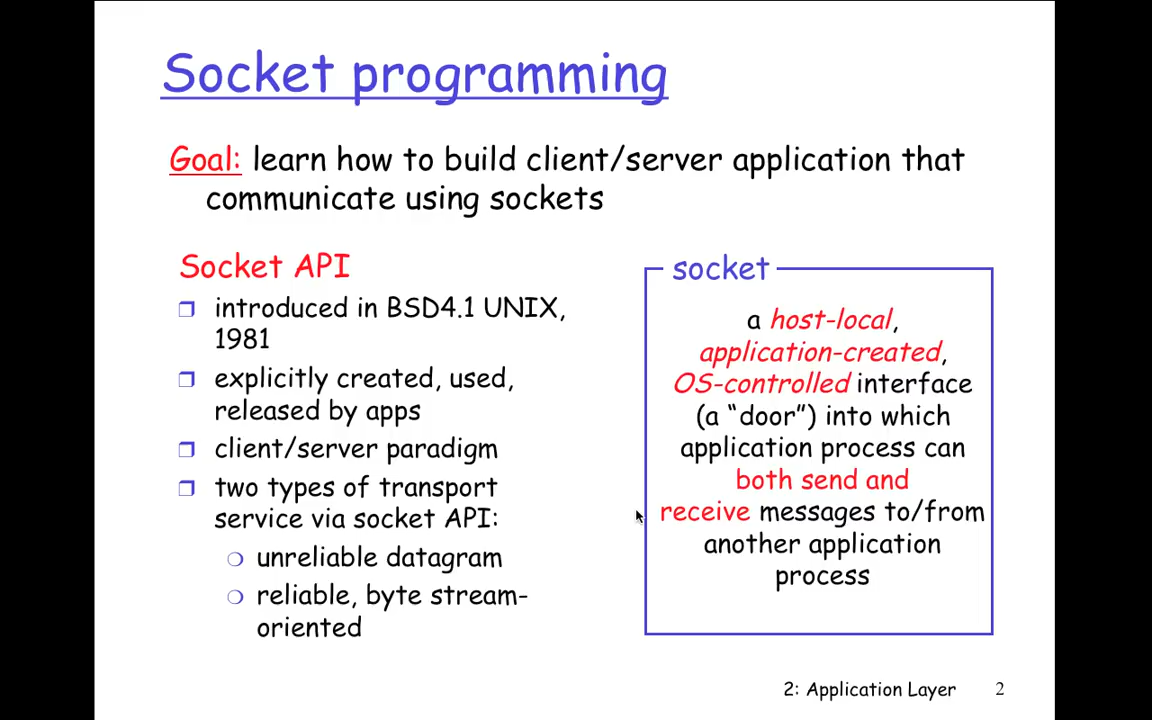 Socket programming
Goal: learn how to build client/server application that
communicate using sockets
Socket API
❐ introduced in BSD4.1 UNIX,
1981
❐ explicitly created, used,
released by apps
❐ client/server paradigm
❐ two types of transport
service via socket API:
❍ unreliable datagram
❍ reliable, byte stream-
oriented
socket
a host-local,
application-created,
OS-controlled interface
(a “door”) into which
application process can
both send and
receive messages to/from
another application
process
2: Application Layer 2